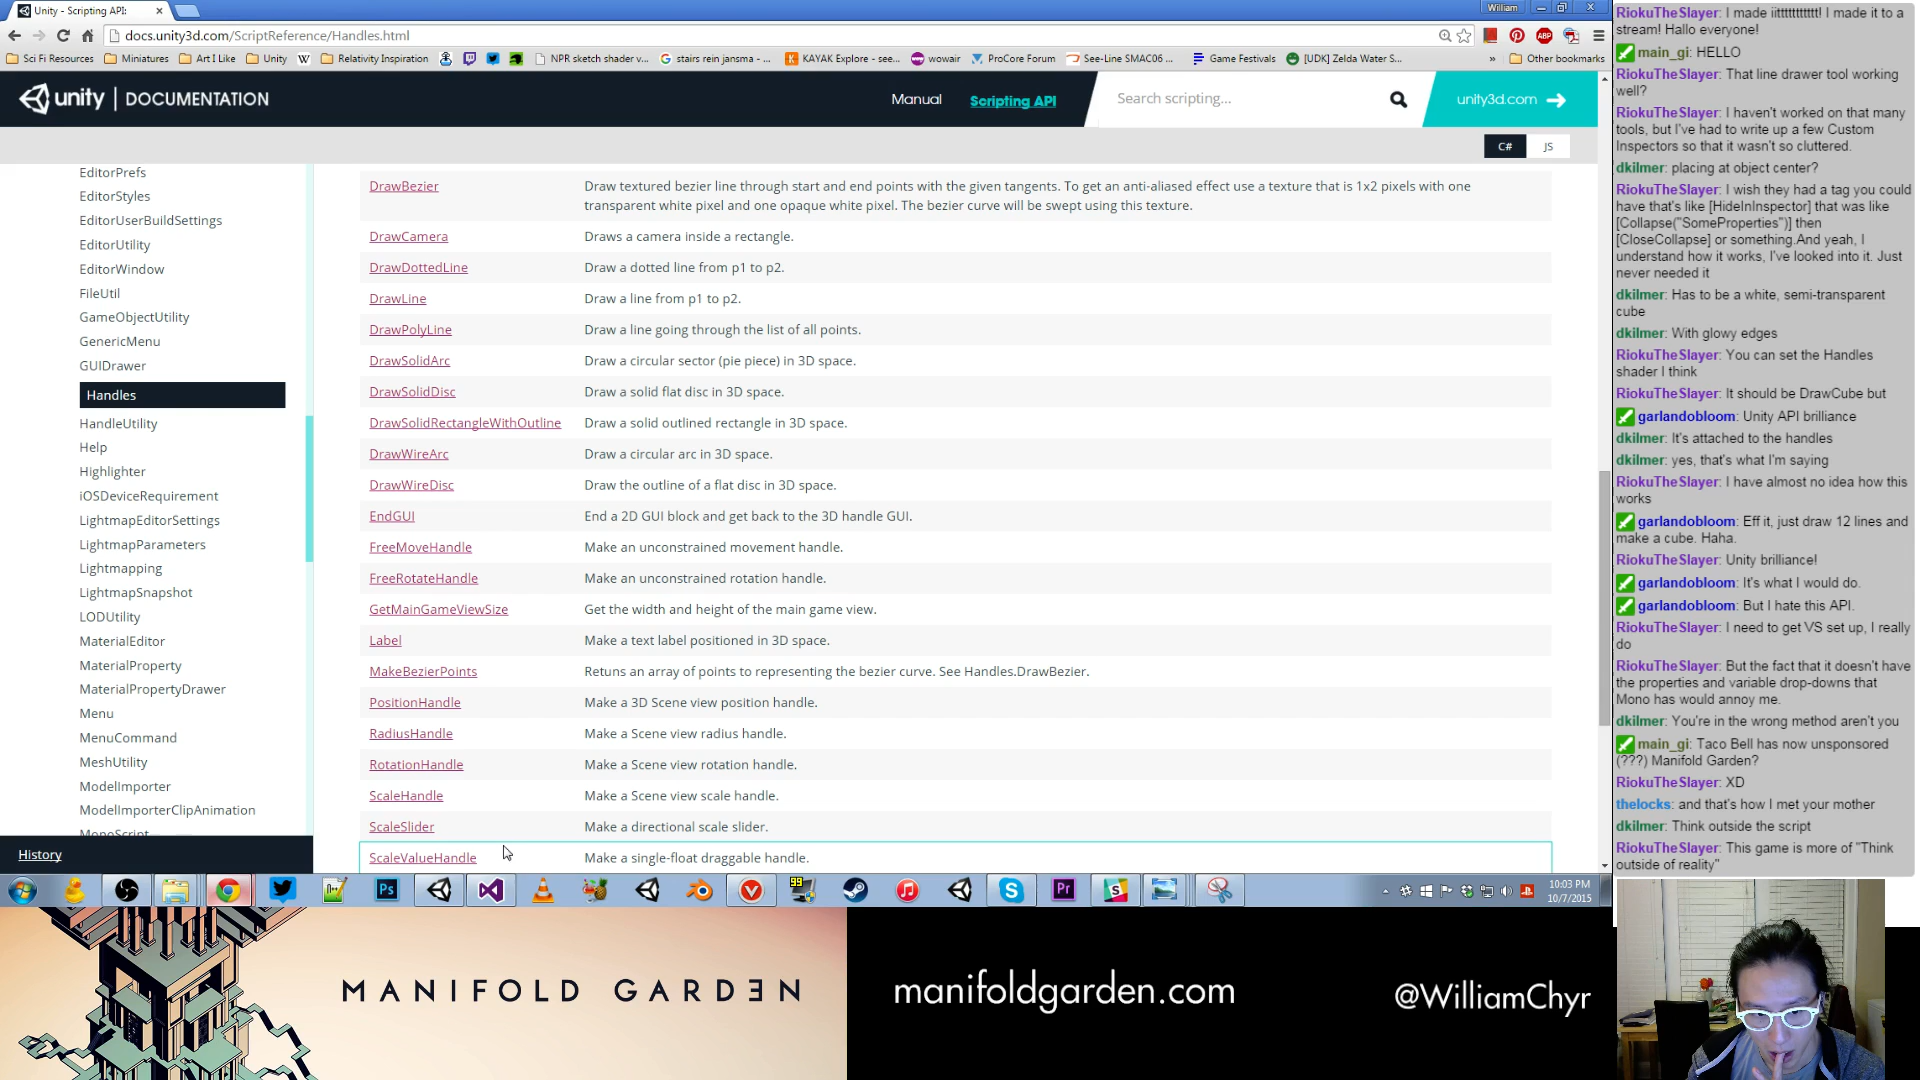 Unity - Scripting API:
William
docs.unity3d.com/ScriptReference/Handles.html
Sci Fi Resources
Miniatures
Art I Like
Unity
Relativity Inspiration
NPR sketch shader v...
stairs rein jansma - ...
KAYAK Explore - see...
wowair
ProCore Forum
See-Line SMAC06 ...
Game Festivals
[UDK] Zelda Water S...
»
Other bookmarks
unity | DOCUMENTATION
Manual
Scripting API
Search scripting...
unity3d.com
C#
JS
EditorPrefs
EditorStyles
EditorUserBuildSettings
EditorUtility
EditorWindow
FileUtil
GameObjectUtility
GenericMenu
GUIDrawer
Handles
HandleUtility
Help
Highlighter
iOSDeviceRequirement
LightmapEditorSettings
LightmapParameters
Lightmapping
LightmapSnapshot
LODUtility
MaterialEditor
MaterialProperty
MaterialPropertyDrawer
Menu
MenuCommand
MeshUtility
ModelImporter
ModelImporterClipAnimation
MonoScript
History
DrawBezier Draw textured bezier line through start and end points with the given tangents. To get an anti-aliased effect use a texture that is 1x2 pixels with one
transparent white pixel and one opaque white pixel. The bezier curve will be swept using this texture.
DrawCamera Draws a camera inside a rectangle.
DrawDottedLine Draw a dotted line from p1 to p2.
DrawLine Draw a line from p1 to p2.
DrawPolyLine Draw a line going through the list of all points.
DrawSolidArc Draw a circular sector (pie piece) in 3D space.
DrawSolidDisc Draw a solid flat disc in 3D space.
DrawSolidRectangleWithOutline Draw a solid outlined rectangle in 3D space.
DrawWireArc Draw a circular arc in 3D space.
DrawWireDisc Draw the outline of a flat disc in 3D space.
EndGUI End a 2D GUI block and get back to the 3D handle GUI.
FreeMoveHandle Make an unconstrained movement handle.
FreeRotateHandle Make an unconstrained rotation handle.
GetMainGameViewSize Get the width and height of the main game view.
Label Make a text label positioned in 3D space.
MakeBezierPoints Retuns an array of points to representing the bezier curve. See Handles.DrawBezier.
PositionHandle Make a 3D Scene view position handle.
RadiusHandle Make a Scene view radius handle.
RotationHandle Make a Scene view rotation handle.
ScaleHandle Make a Scene view scale handle.
ScaleSlider Make a directional scale slider.
ScaleValueHandle Make a single-float draggable handle.
10:03 PM
10/7/2015
RiokuTheSlayer: I made iittttttttttt! I made it to a
stream! Hallo everyone!
main_gi: HELLO
RiokuTheSlayer: That line drawer tool working
well?
RiokuTheSlayer: I haven't worked on that many
tools, but I've had to write up a few Custom
Inspectors so that it wasn't so cluttered.
dkilmer: placing at object center?
RiokuTheSlayer: I wish they had a tag you could
have that's like [HideInInspector] that was like
[Collapse("SomeProperties")] then
[CloseCollapse] or something.And yeah, I
understand how it works, I've looked into it. Just
never needed it
dkilmer: Has to be a white, semi-transparent
cube
dkilmer: With glowy edges
RiokuTheSlayer: You can set the Handles
shader I think
RiokuTheSlayer: It should be DrawCube but
garlandobloom: Unity API brilliance
dkilmer: It's attached to the handles
dkilmer: yes, that's what I'm saying
RiokuTheSlayer: I have almost no idea how this
works
garlandobloom: Eff it, just draw 12 lines and
make a cube. Haha.
RiokuTheSlayer: Unity brilliance!
garlandobloom: It's what I would do.
garlandobloom: But I hate this API.
RiokuTheSlayer: I need to get VS set up, I really
do
RiokuTheSlayer: But the fact that it doesn't have
the properties and variable drop-downs that
Mono has would annoy me.
dkilmer: You're in the wrong method aren't you
main_gi: Taco Bell has now unsponsored
(???) Manifold Garden?
RiokuTheSlayer: XD
thelocks: and that's how I met your mother
dkilmer: Think outside the script
RiokuTheSlayer: This game is more of "Think
outside of reality"
MANIFOLD GARDEN
manifoldgarden.com
@WilliamChyr